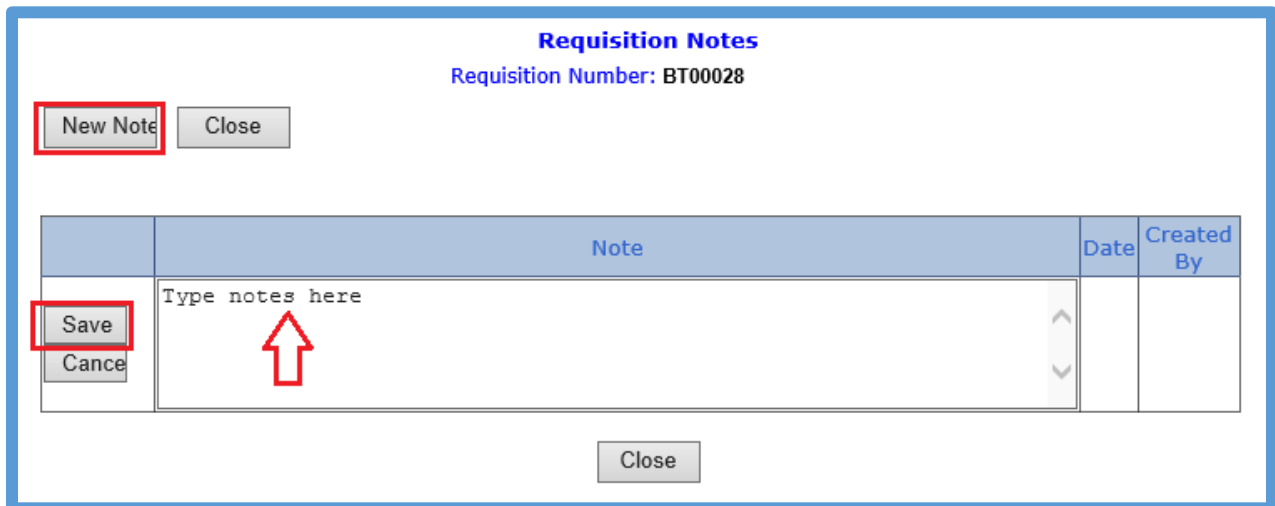 Requisition Notes
Requisition Number: BT00028
New Note Close
Note Date Created By
Type notes here
Save
Cance
Close